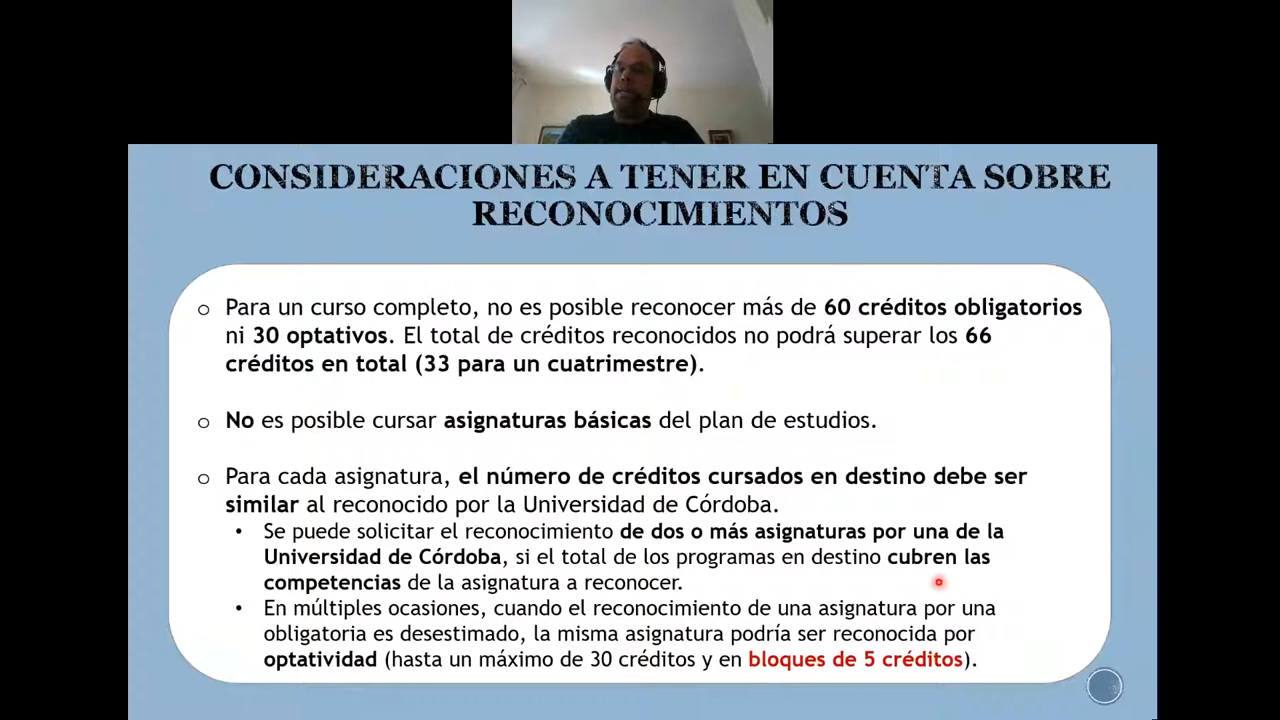 CONSIDERACIONES A TENER EN CUENTA SOBRE
RECONOCIMIENTOS
Para un curso completo, no es posible reconocer más de 60 créditos obligatorios
ni 30 optativos. El total de créditos reconocidos no podrá superar los 66
créditos en total (33 para un cuatrimestre).
No es posible cursar asignaturas básicas del plan de estudios.
Para cada asignatura, el número de créditos cursados en destino debe ser
similar al reconocido por la Universidad de Córdoba.
Se puede solicitar el reconocimiento de dos o más asignaturas por una de la
Universidad de Córdoba, si el total de los programas en destino cubren las
competencias de la asignatura a reconocer.
En múltiples ocasiones, cuando el reconocimiento de una asignatura por una
obligatoria es desestimado, la misma asignatura podría ser reconocida por
optatividad (hasta un máximo de 30 créditos y en bloques de 5 créditos).